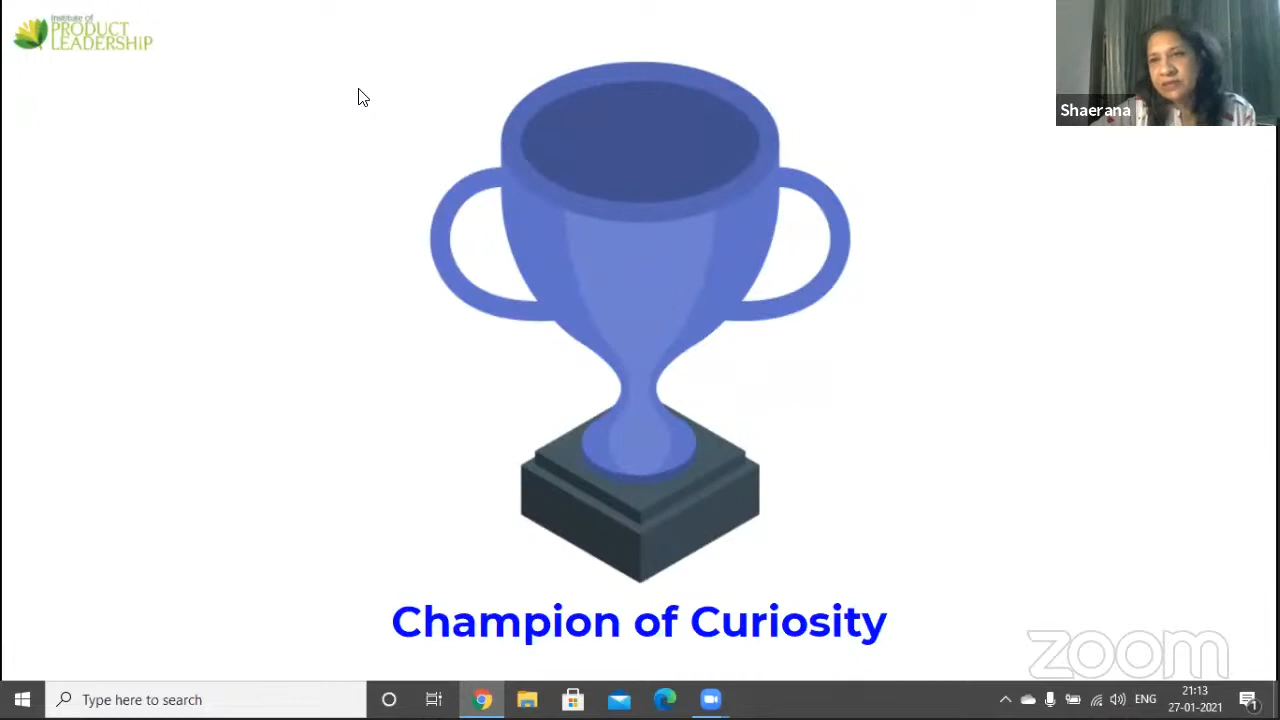 Institute of
PRODUCT
LEADERSHIP
Shaerana
Champion of Curiosity
zoom
Type here to search
ENG
21:13
27-01-2021
1